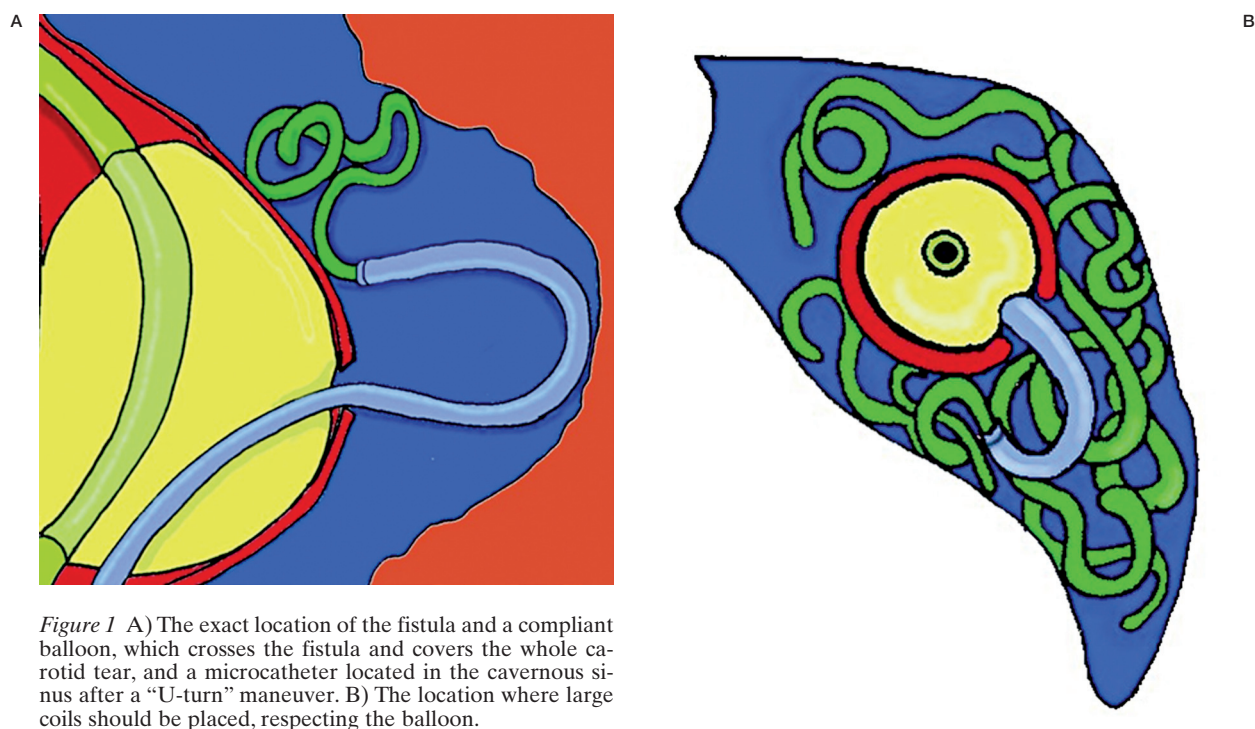 A
B
Figure 1 A) The exact location of the fistula and a compliant
balloon, which crosses the fistula and covers the whole ca-
rotid tear, and a microcatheter located in the cavernous si-
nus after a “U-turn” maneuver. B) The location where large
coils should be placed, respecting the balloon.